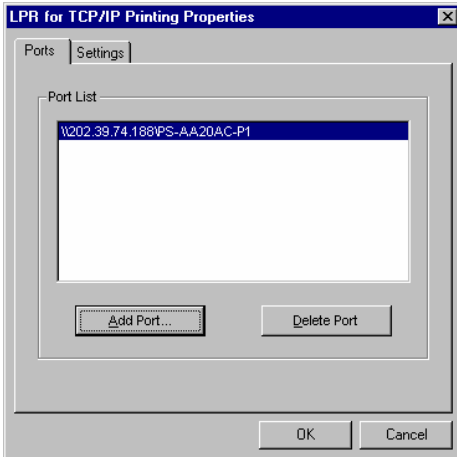 LPR for TCP/IP Printing Properties
Ports
Settings
Port List
\\202.39.74.188\PS-AA20AC-P1
Add Port...
Delete Port
OK
Cancel